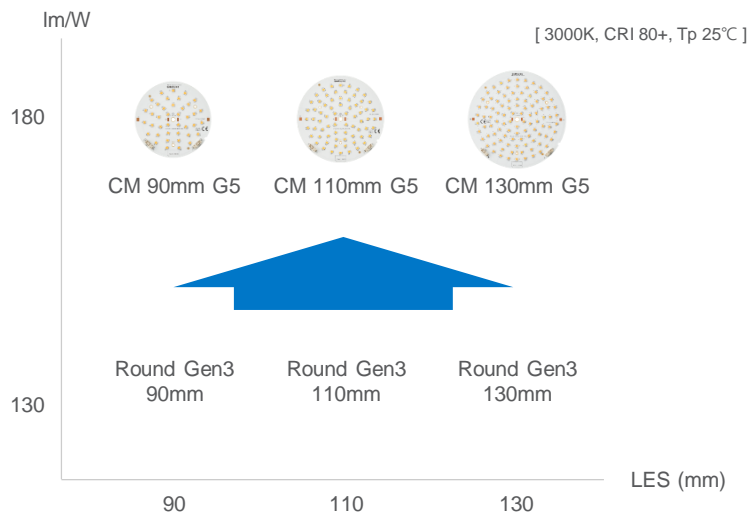 lm/W
[ 3000K, CRI 80+, Tp 25℃ ]
180
CM 90mm G5
CM 110mm G5
CM 130mm G5
Round Gen3
90mm
Round Gen3
110mm
Round Gen3
130mm
130
LES (mm)
90
110
130